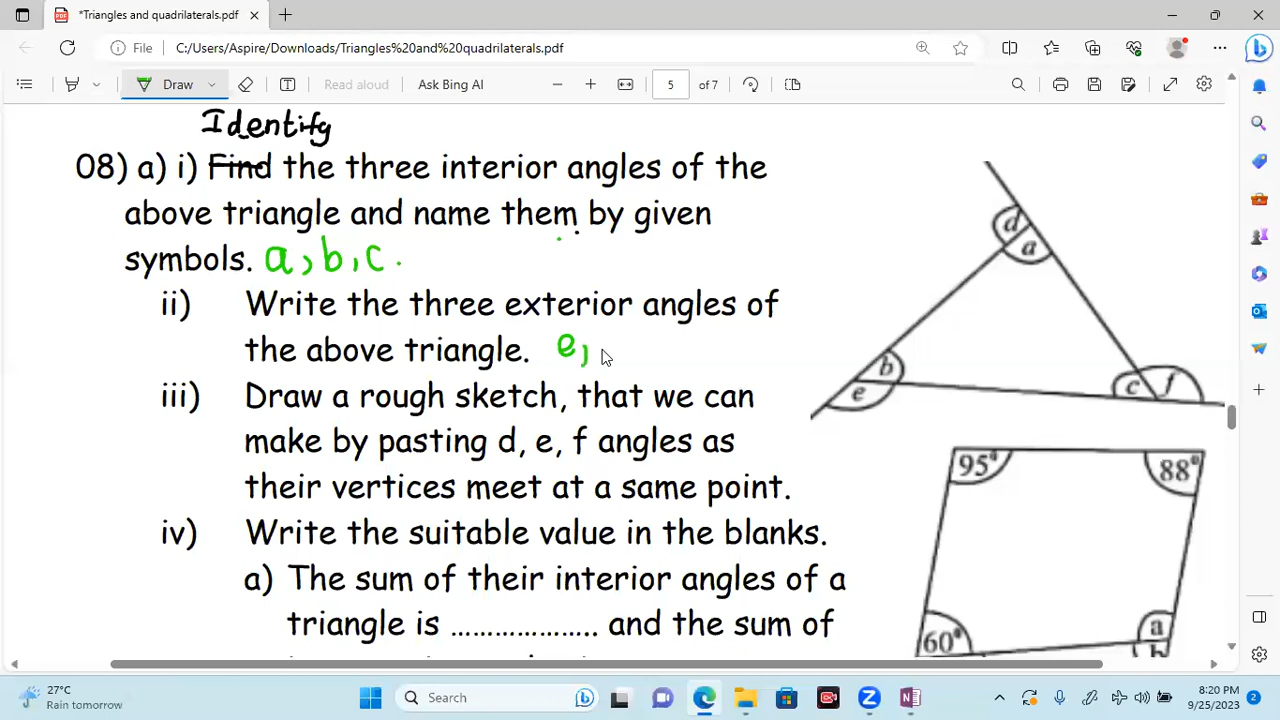 *Triangles and quadrilaterals.pdf
File C:/Users/Aspire/Downloads/Triangles%20and%20quadrilaterals.pdf
Draw Read aloud Ask Bing AI 5 of 7
Identify
08) a) i) Find the three interior angles of the
above triangle and name them by given
symbols. a, b, c.
ii) Write the three exterior angles of
the above triangle. e,
iii) Draw a rough sketch, that we can
make by pasting d, e, f angles as
their vertices meet at a same point.
iv) Write the suitable value in the blanks.
a) The sum of their interior angles of a
triangle is ……………….. and the sum of
d
a
b
e
c f
95° 88°
60° a
b
27°C
Rain tomorrow
Search
8:20 PM
9/25/2023
2